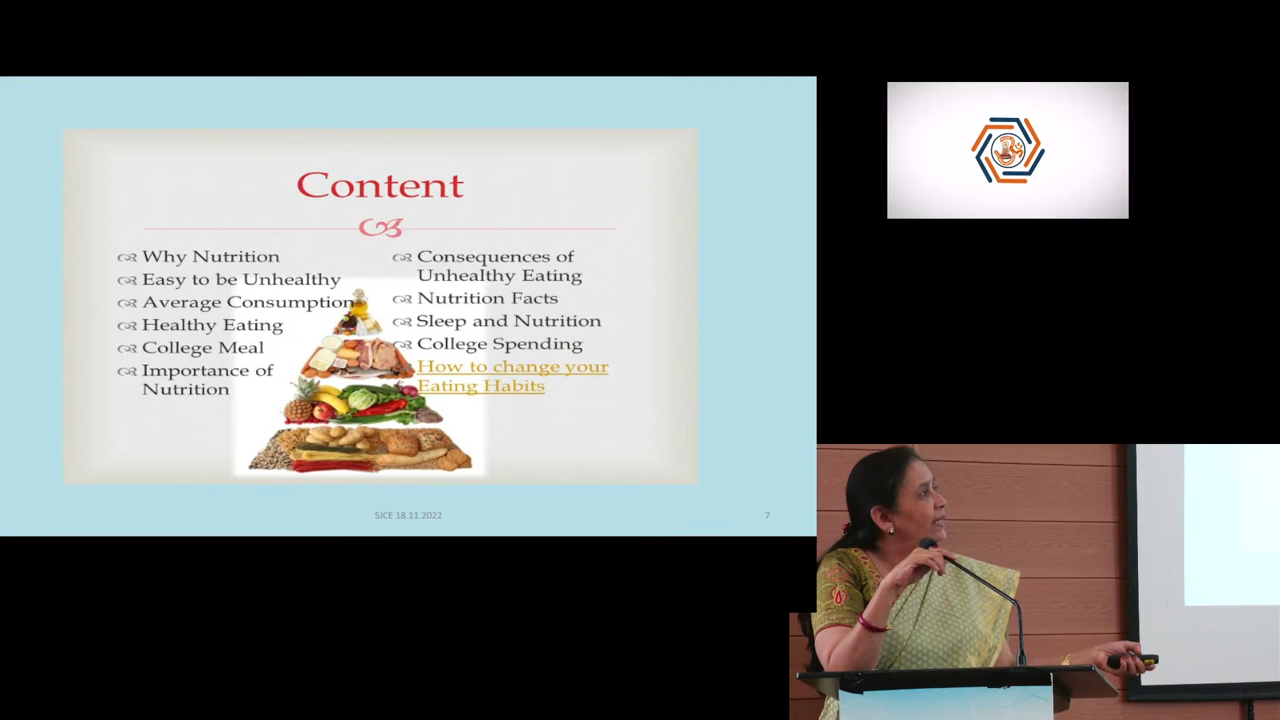 Content
Why Nutrition
Easy to be Unhealthy
Average Consumption
Healthy Eating
College Meal
Importance of
Nutrition
Consequences of
Unhealthy Eating
Nutrition Facts
Sleep and Nutrition
College Spending
How to change your
Eating Habits
SJCE 18.11.2022
7